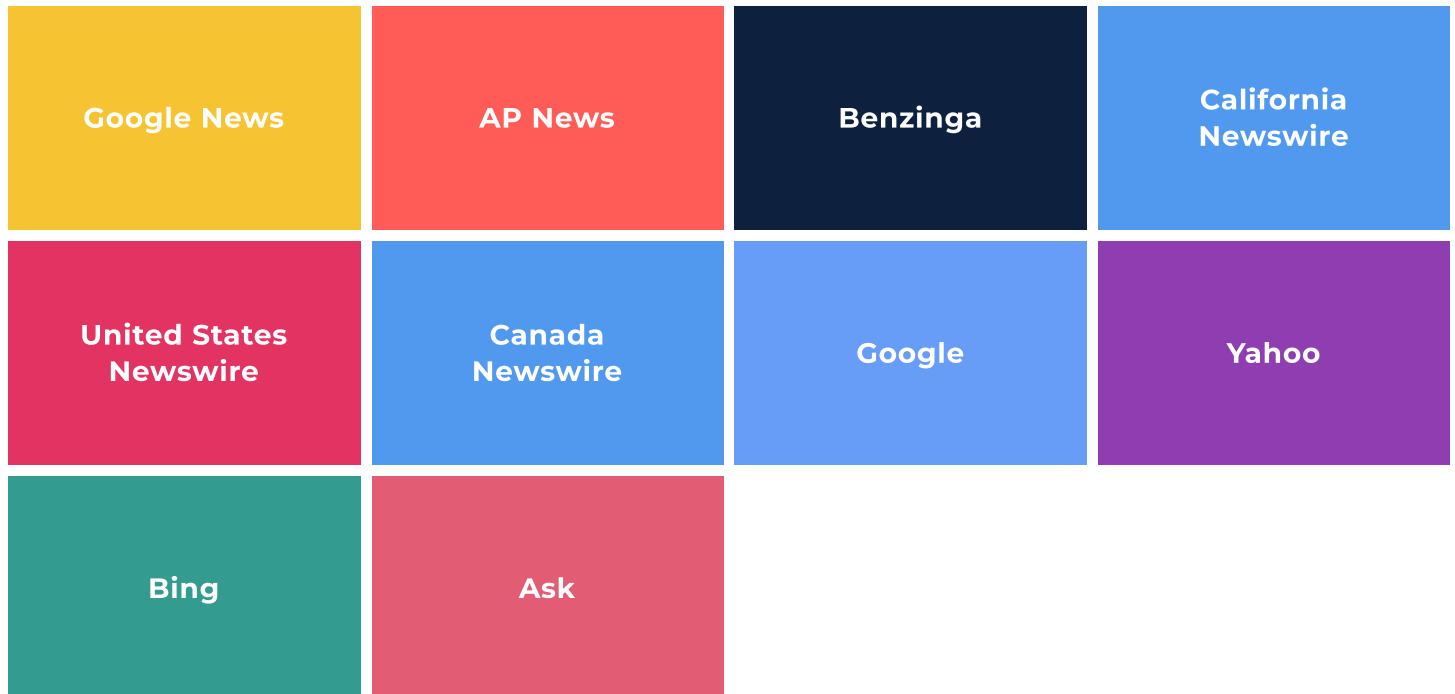 Google News
AP News
Benzinga
California
Newswire
United States
Newswire
Canada
Newswire
Google
Yahoo
Bing
Ask